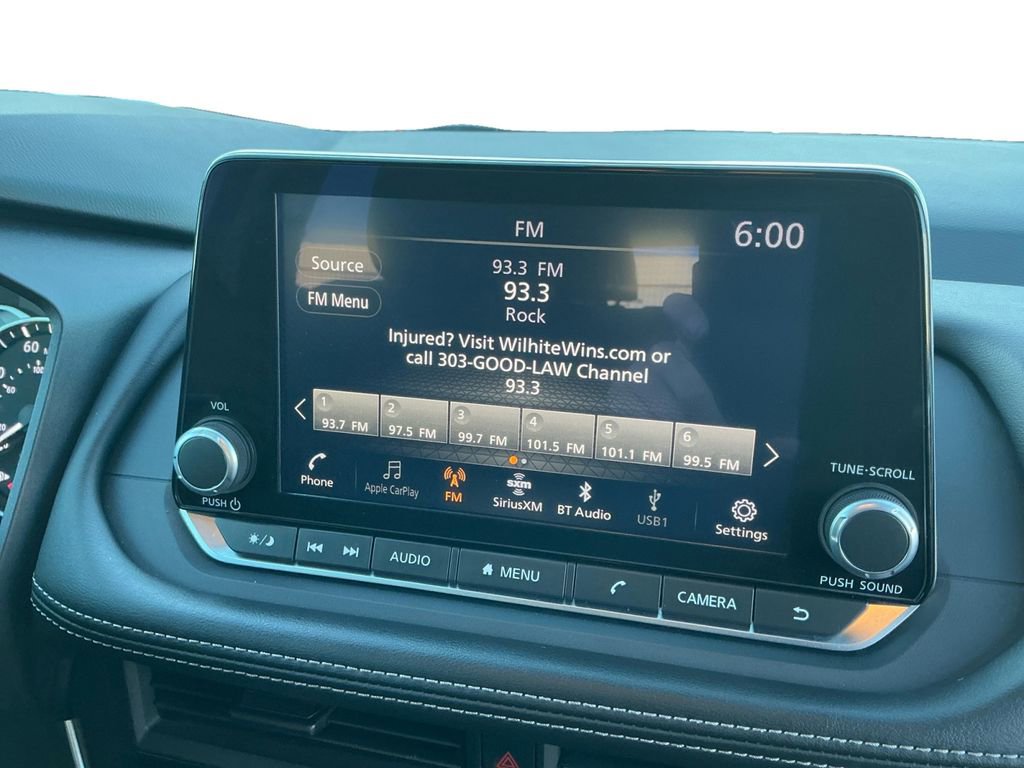 FM
6:00
Source
93.3 FM
93.3
FM Menu
Rock
Injured? Visit WilhiteWins.com or
call 303-GOOD-LAW Channel
93.3
1 2 3 4 5 6
93.7 FM 97.5 FM 99.7 FM 101.5 FM 101.1 FM 99.5 FM
Phone Apple CarPlay FM sxm SiriusXM BT Audio USB1 Settings
VOL
PUSH
TUNE·SCROLL
PUSH SOUND
AUDIO MENU CAMERA
60
100